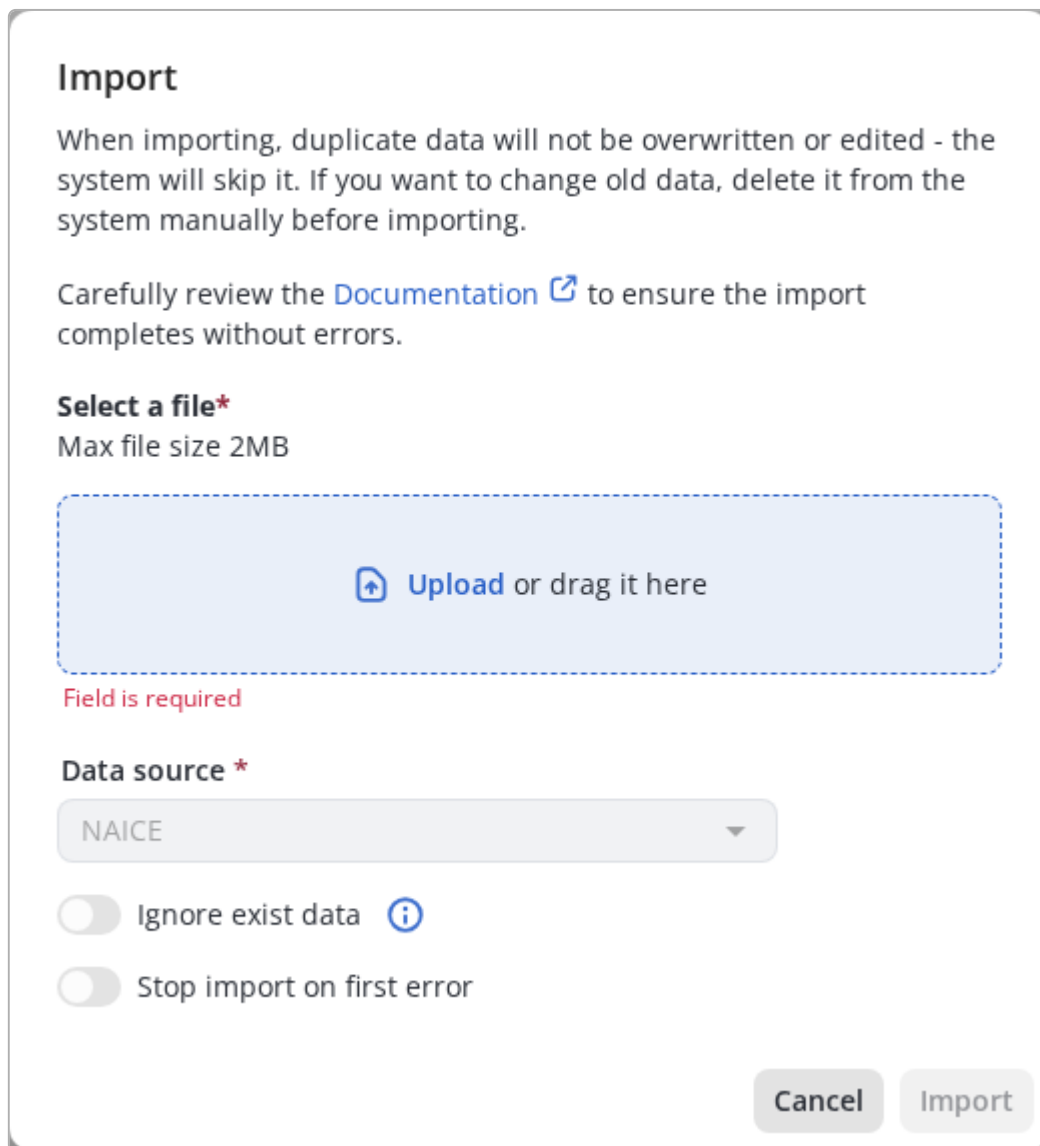 Import
When importing, duplicate data will not be overwritten or edited - the
system will skip it. If you want to change old data, delete it from the
system manually before importing.
Carefully review the Documentation to ensure the import
completes without errors.
Select a file*
Max file size 2MB
Upload or drag it here
Field is required
Data source *
NAICE
Ignore exist data
Stop import on first error
Cancel Import